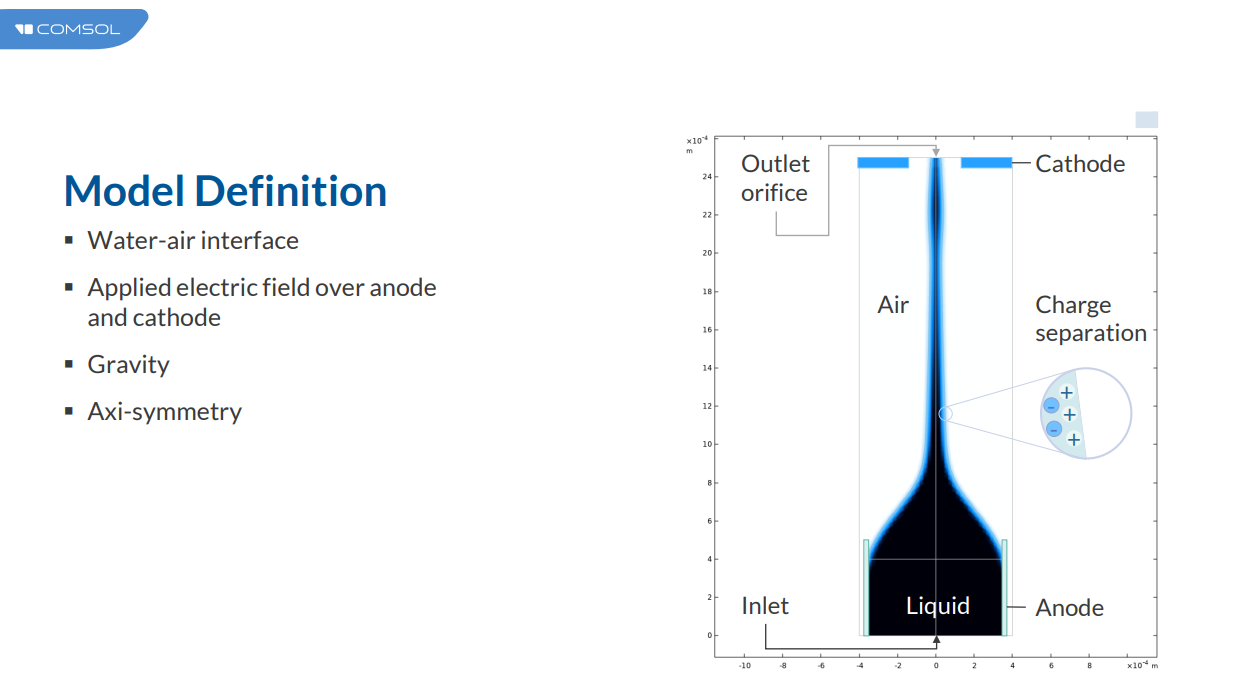 COMSOL
Model Definition
▪ Water-air interface
▪ Applied electric field over anode
and cathode
▪ Gravity
▪ Axi-symmetry
×10⁻⁴
m
Outlet
orifice
Cathode
Air
Charge
separation
+
-
+
-
+
Inlet
Liquid
Anode
24
22
20
18
16
14
12
10
8
6
4
2
0
-10 -8 -6 -4 -2 0 2 4 6 8 ×10⁻⁴ m